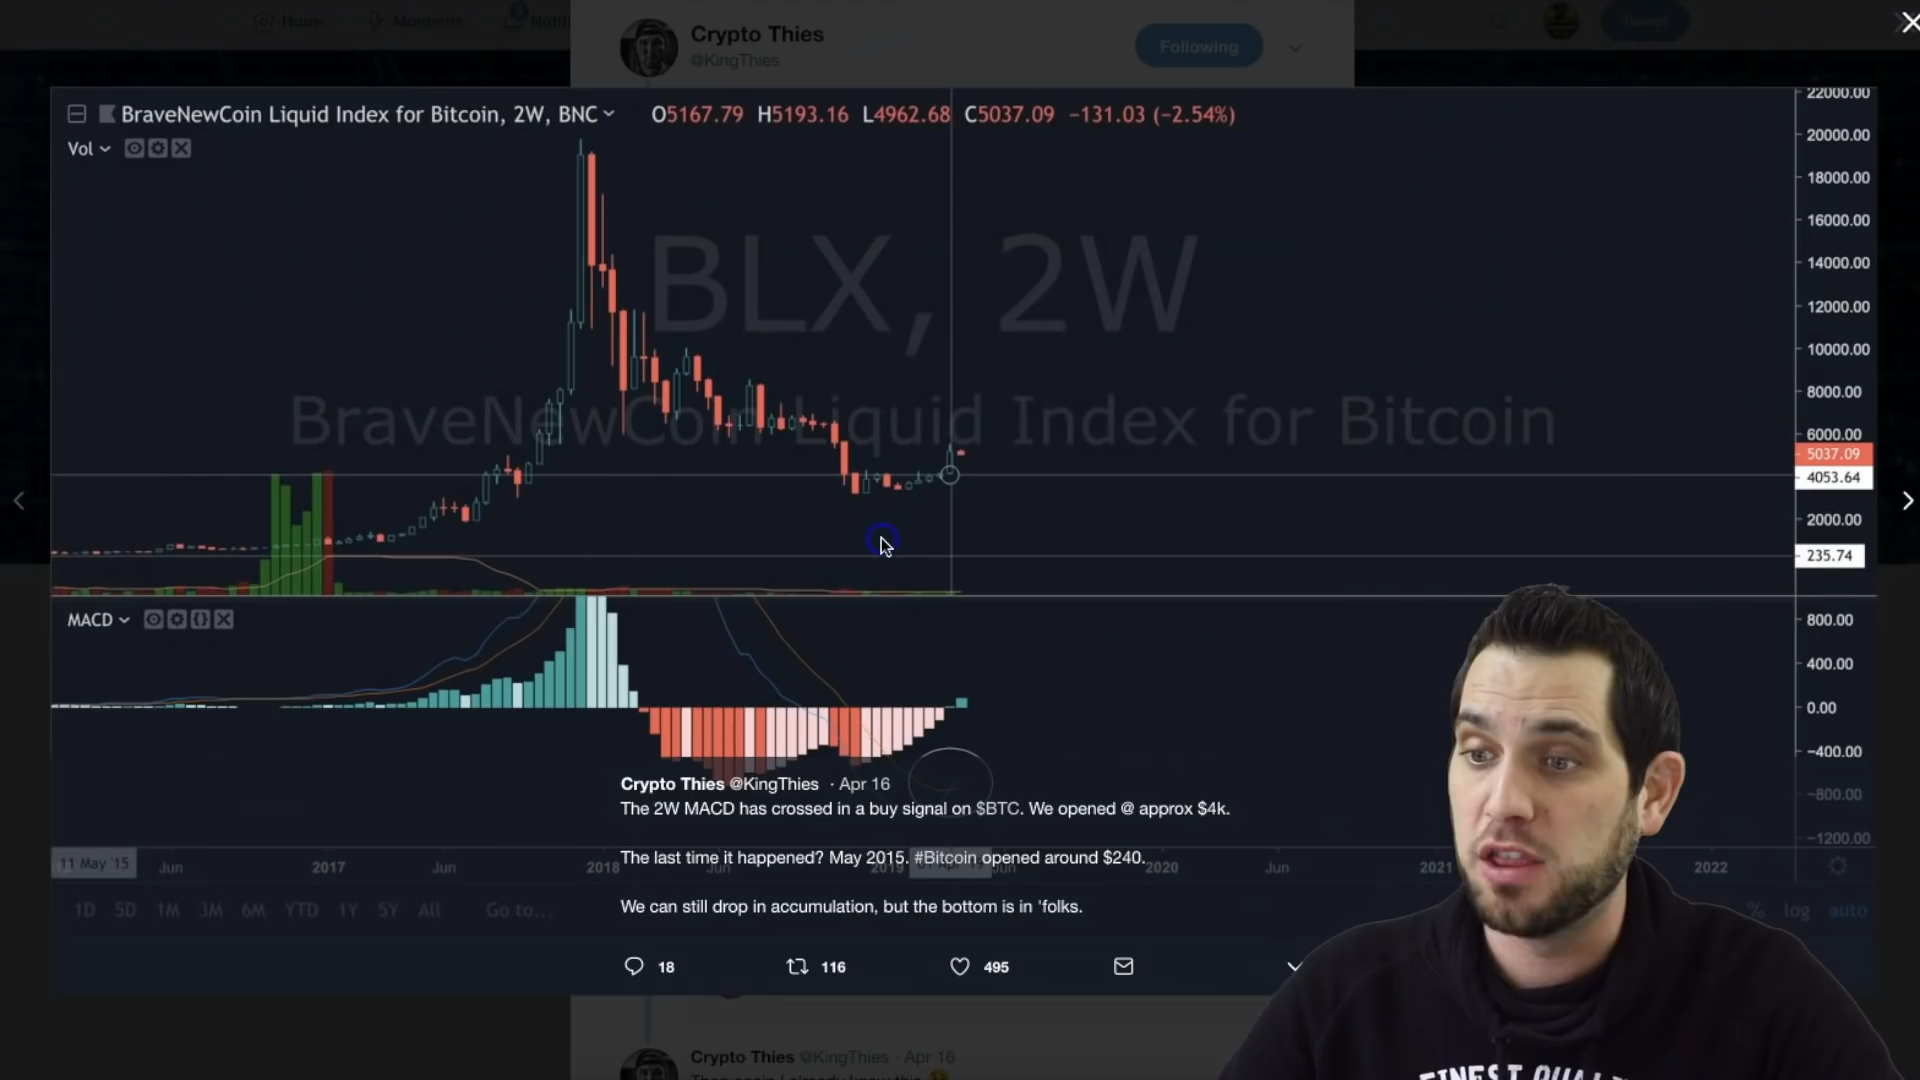 Home
Moments
Crypto Thies
@KingThies
Following
Tweet
BraveNewCoin Liquid Index for Bitcoin, 2W, BNC
O5167.79 H5193.16 L4962.68 C5037.09 −131.03 (−2.54%)
Vol
BLX, 2W
BraveNewCoin Liquid Index for Bitcoin
22000.00
20000.00
18000.00
16000.00
14000.00
12000.00
10000.00
8000.00
6000.00
5037.09
4053.64
2000.00
235.74
MACD
800.00
400.00
0.00
−400.00
−800.00
−1200.00
Crypto Thies @KingThies · Apr 16
The 2W MACD has crossed in a buy signal on $BTC. We opened @ approx $4k.
The last time it happened? May 2015. #Bitcoin opened around $240.
We can still drop in accumulation, but the bottom is in 'folks.
11 May '15 Jun 2017 Jun 2018 Jun 2019 Jun 2020 Jun 2021 2022
1D 5D 1M 3M 6M YTD 1Y 5Y All Go to... % log auto
18 116 495
Crypto Thies @KingThies · Apr 16
FINEST